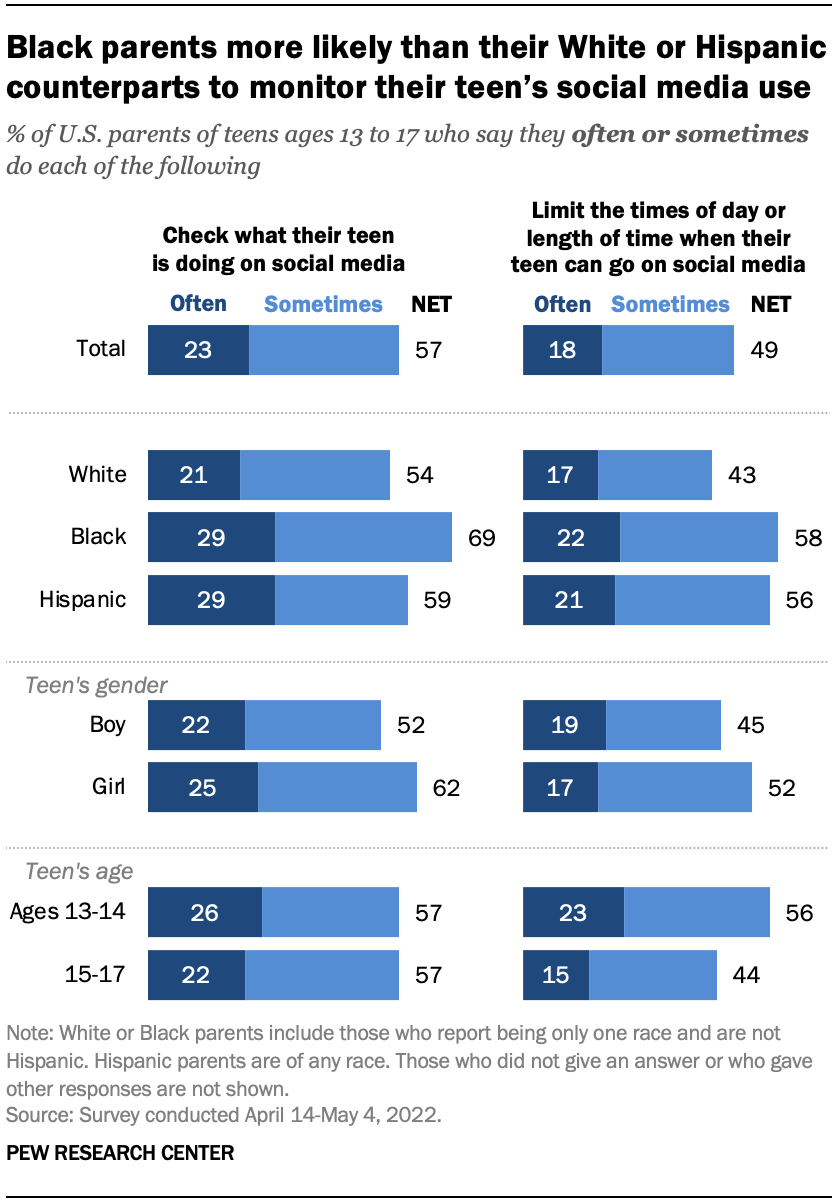 Black parents more likely than their White or Hispanic
counterparts to monitor their teen’s social media use
% of U.S. parents of teens ages 13 to 17 who say they often or sometimes
do each of the following
Check what their teen
is doing on social media
Limit the times of day or
length of time when their
teen can go on social media
Often Sometimes NET Often Sometimes NET
Total 23 57 18 49
White 21 54 17 43
Black 29 69 22 58
Hispanic 29 59 21 56
Teen's gender
Boy 22 52 19 45
Girl 25 62 17 52
Teen's age
Ages 13-14 26 57 23 56
15-17 22 57 15 44
Note: White or Black parents include those who report being only one race and are not
Hispanic. Hispanic parents are of any race. Those who did not give an answer or who gave
other responses are not shown.
Source: Survey conducted April 14-May 4, 2022.
PEW RESEARCH CENTER